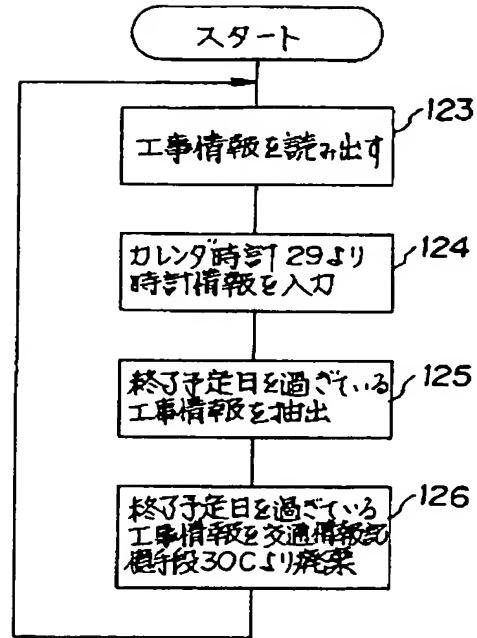 スタート
123
工事情報を読み出す
124
カレンダ時計29より
時計情報を入力
125
終了予定日を過ぎている
工事情報を抽出
126
終了予定日を過ぎている
工事情報を交通情報記
憶手段30Cより廃棄